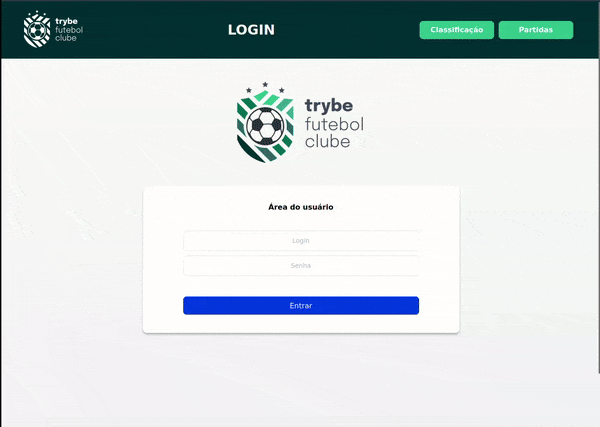 trybe
futebol
clube
LOGIN
Classificação
Partidas
trybe
futebol
clube
Área do usuário
Login
Senha
Entrar